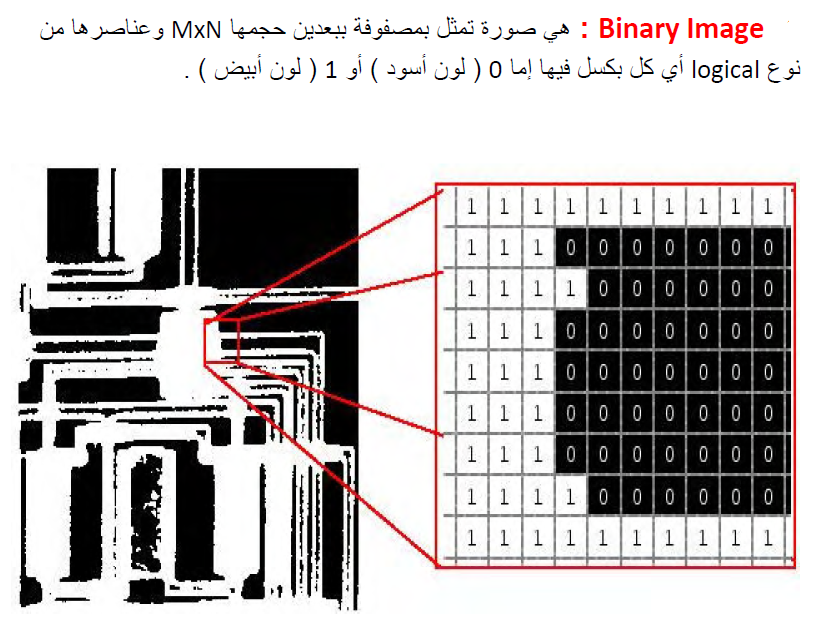 Binary Image : هي صورة تمثل بمصفوفة ببعدين حجمها MxN وعناصرها من
نوع logical أي كل بكسل فيها إما 0 ( لون أسود ) أو 1 ( لون أبيض ) .
1 1 1 1 1 1 1 1 1 1
1 1 1 0 0 0 0 0 0 0
1 1 1 1 0 0 0 0 0 0
1 1 1 0 0 0 0 0 0 0
1 1 1 0 0 0 0 0 0 0
1 1 1 0 0 0 0 0 0 0
1 1 1 0 0 0 0 0 0 0
1 1 1 1 0 0 0 0 0 0
1 1 1 1 1 1 1 1 1 1